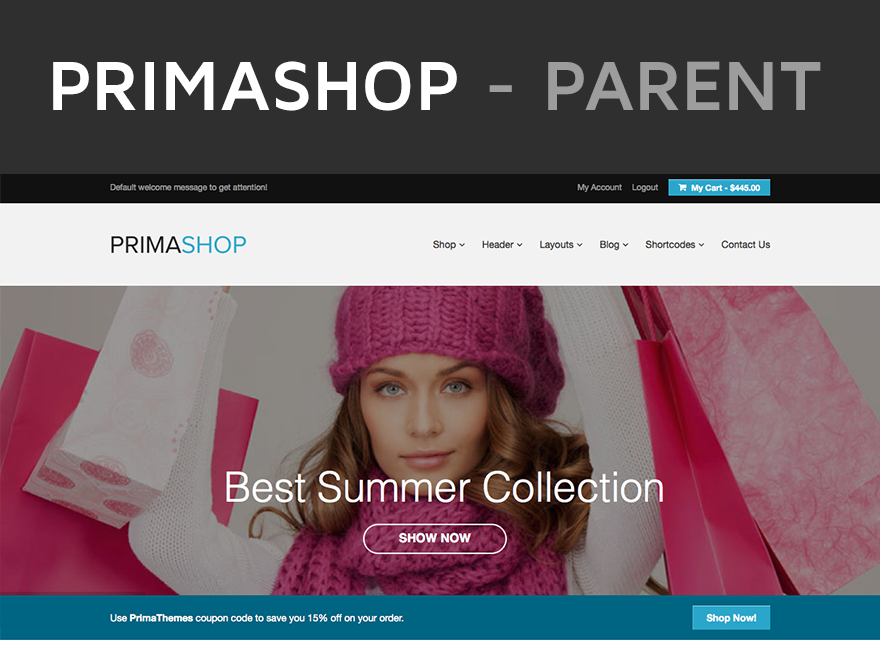 PRIMASHOP - PARENT
Default welcome message to get attention!
My Account Logout My Cart - $445.00
PRIMASHOP
Shop Header Layouts Blog Shortcodes Contact Us
Best Summer Collection
SHOW NOW
Use PrimaThemes coupon code to save you 15% off on your order.
Shop Now!